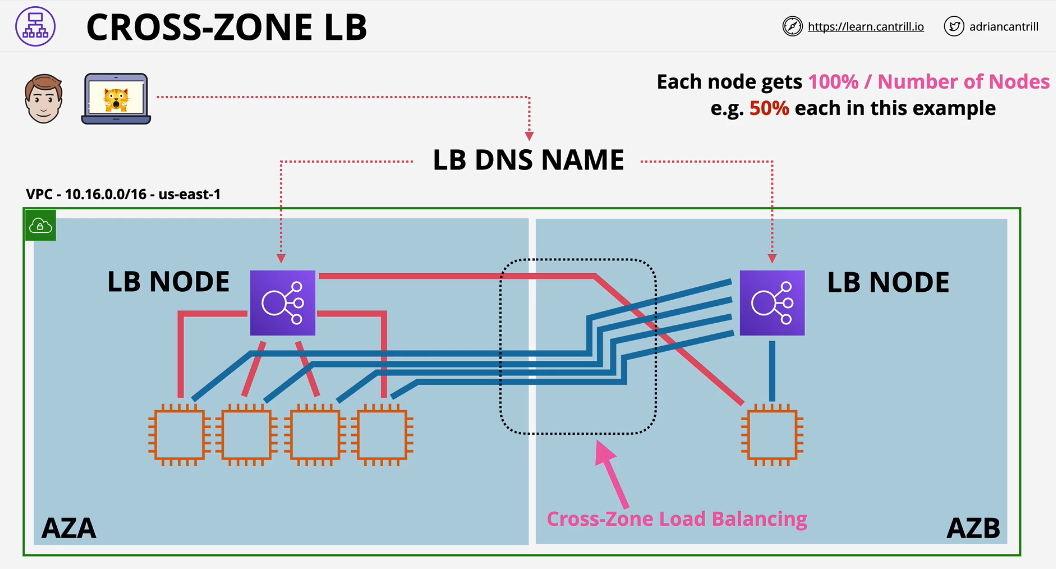 CROSS-ZONE LB
https://learn.cantrill.io
adriancantrill
Each node gets 100% / Number of Nodes
e.g. 50% each in this example
LB DNS NAME
VPC - 10.16.0.0/16 - us-east-1
LB NODE
LB NODE
Cross-Zone Load Balancing
AZA
AZB